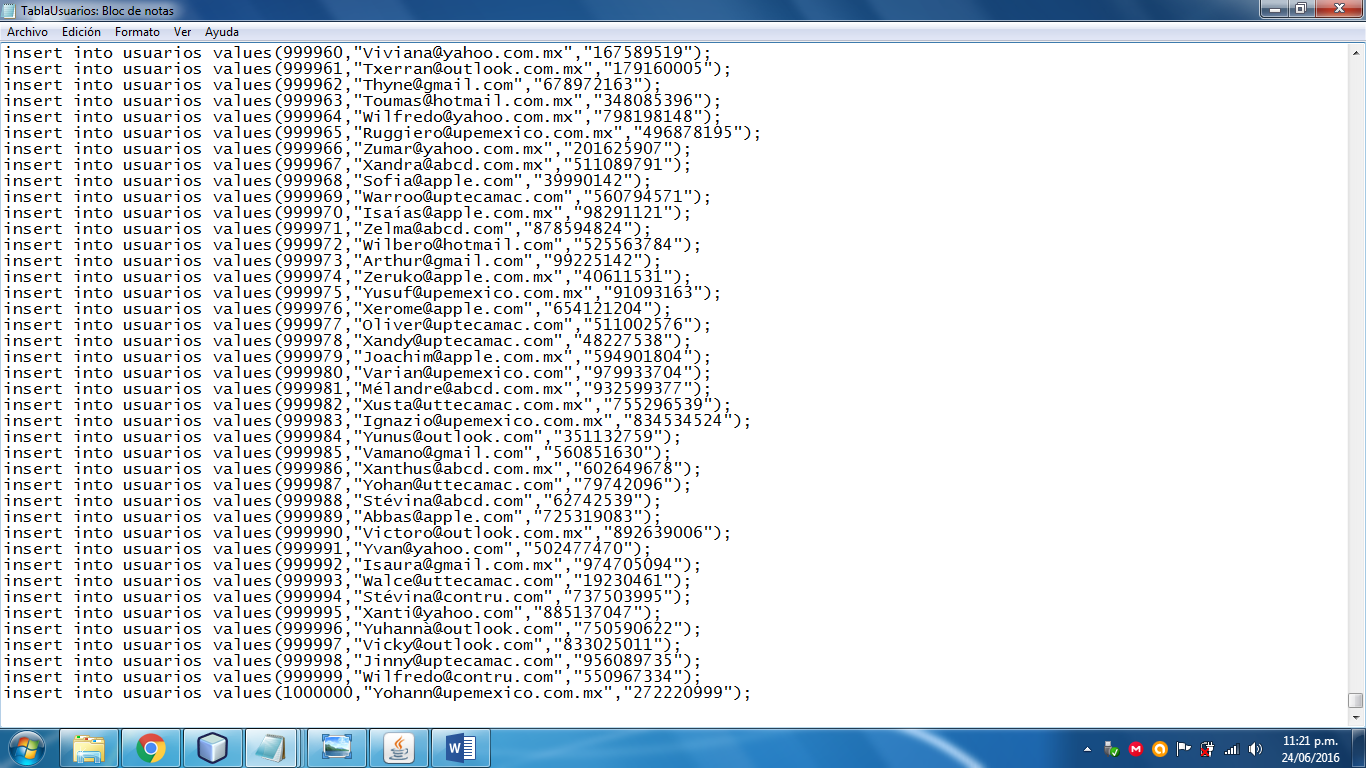 TablaUsuarios: Bloc de notas
Archivo Edición Formato Ver Ayuda
insert into usuarios values(999960,"Viviana@yahoo.com.mx","167589519");
insert into usuarios values(999961,"Txerran@outlook.com.mx","179160005");
insert into usuarios values(999962,"Thyne@gmail.com","678972163");
insert into usuarios values(999963,"Toumas@hotmail.com.mx","348085396");
insert into usuarios values(999964,"Wilfredo@yahoo.com.mx","798198148");
insert into usuarios values(999965,"Ruggiero@upemexico.com.mx","496878195");
insert into usuarios values(999966,"Zumar@yahoo.com.mx","201625907");
insert into usuarios values(999967,"Xandra@abcd.com.mx","511089791");
insert into usuarios values(999968,"Sofia@apple.com","39990142");
insert into usuarios values(999969,"Warroo@uptecamac.com","560794571");
insert into usuarios values(999970,"Isaías@apple.com.mx","98291121");
insert into usuarios values(999971,"Zelma@abcd.com","878594824");
insert into usuarios values(999972,"Wilbero@hotmail.com","525563784");
insert into usuarios values(999973,"Arthur@gmail.com","99225142");
insert into usuarios values(999974,"Zeruko@apple.com.mx","40611531");
insert into usuarios values(999975,"Yusuf@upemexico.com.mx","91093163");
insert into usuarios values(999976,"Xerome@apple.com","654121204");
insert into usuarios values(999977,"Oliver@uptecamac.com","511002576");
insert into usuarios values(999978,"Xandy@uptecamac.com","48227538");
insert into usuarios values(999979,"Joachim@apple.com.mx","594901804");
insert into usuarios values(999980,"Varian@upemexico.com","979933704");
insert into usuarios values(999981,"Mélandre@abcd.com.mx","932599377");
insert into usuarios values(999982,"Xusta@uttecamac.com.mx","755296539");
insert into usuarios values(999983,"Ignazio@upemexico.com.mx","834534524");
insert into usuarios values(999984,"Yunus@outlook.com","351132759");
insert into usuarios values(999985,"Vamano@gmail.com","560851630");
insert into usuarios values(999986,"Xanthus@abcd.com.mx","602649678");
insert into usuarios values(999987,"Yohan@uttecamac.com","79742096");
insert into usuarios values(999988,"Stévina@abcd.com","62742539");
insert into usuarios values(999989,"Abbas@apple.com","725319083");
insert into usuarios values(999990,"Victoro@outlook.com.mx","892639006");
insert into usuarios values(999991,"Yvan@yahoo.com","502477470");
insert into usuarios values(999992,"Isaura@gmail.com.mx","974705094");
insert into usuarios values(999993,"Walce@uttecamac.com","19230461");
insert into usuarios values(999994,"Stévina@contru.com","737503995");
insert into usuarios values(999995,"Xanti@yahoo.com","885137047");
insert into usuarios values(999996,"Yuhannà@outlook.com","750590622");
insert into usuarios values(999997,"Vicky@outlook.com","833025011");
insert into usuarios values(999998,"Jinny@uptecamac.com","956089735");
insert into usuarios values(999999,"Wilfredo@contru.com","550967334");
insert into usuarios values(1000000,"Yohann@upemexico.com.mx","272220999");
11:21 p.m.
24/06/2016